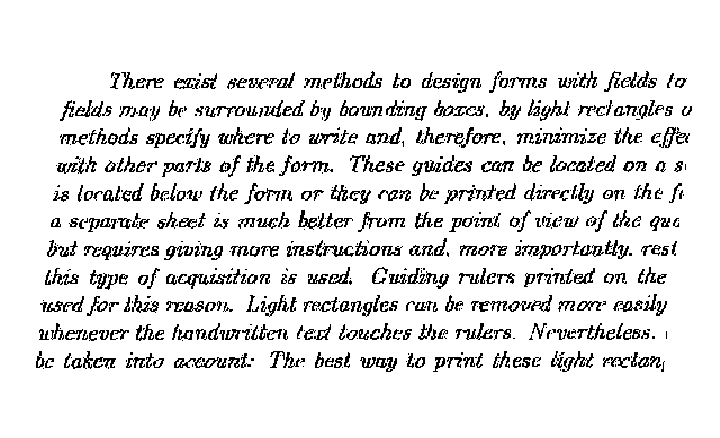 There exist several methods to design forms with fields to
fields may be surrounded by bounding boxes, by light rectangles o
methods specify where to write and, therefore, minimize the effe
with other parts of the form. These guides can be located on a s
is located below the form or they can be printed directly on the f
a separate sheet is much better from the point of view of the qua
but requires giving more instructions and, more importantly, rest
this type of acquisition is used. Guiding rulers printed on the
used for this reason. Light rectangles can be removed more easily
whenever the handwritten text touches the rulers. Nevertheless,
be taken into account: The best way to print these light rectan